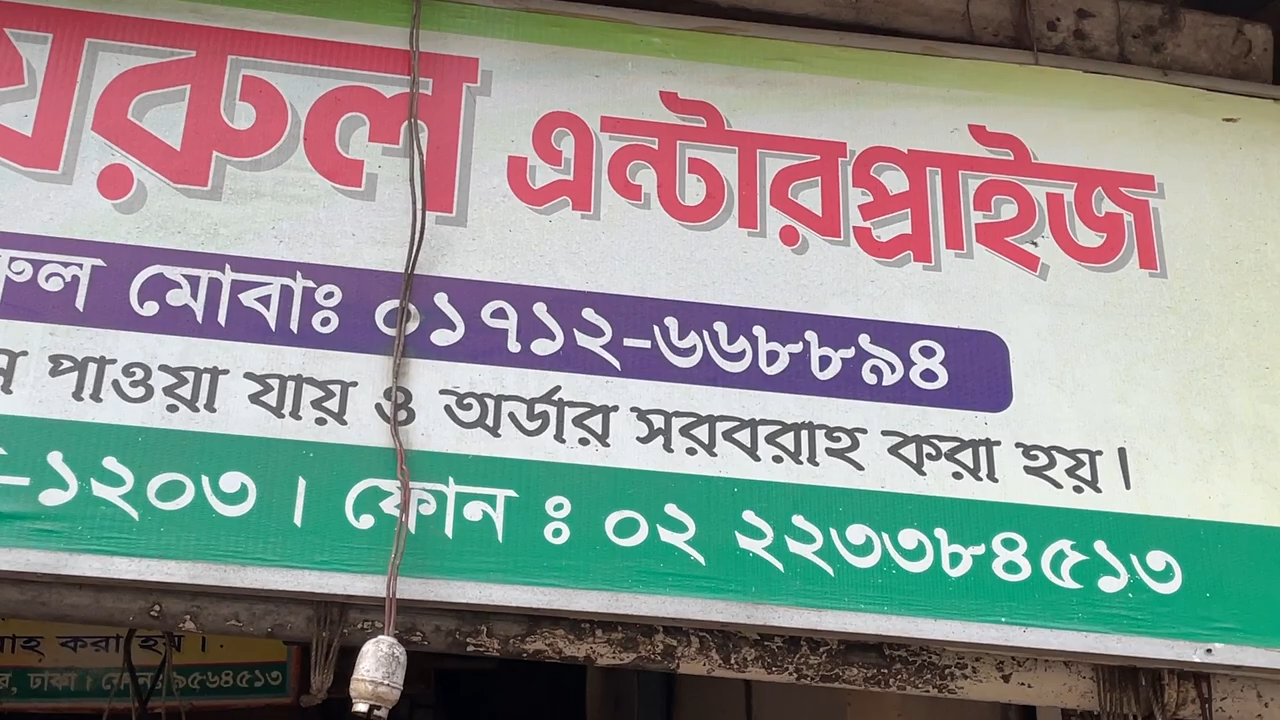 য়রুল এন্টারপ্রাইজ
রুল মোবাঃ ০১৭১২-৬৬৮৮৯৪
পাওয়া যায় ও অর্ডার সরবরাহ করা হয়।
-১২০৩। ফোন : ০২ ২২৩৩৮৪৫১৩
করা হয়।
ঢাকা। ফোনঃ ৯৫৬৪৫১৩